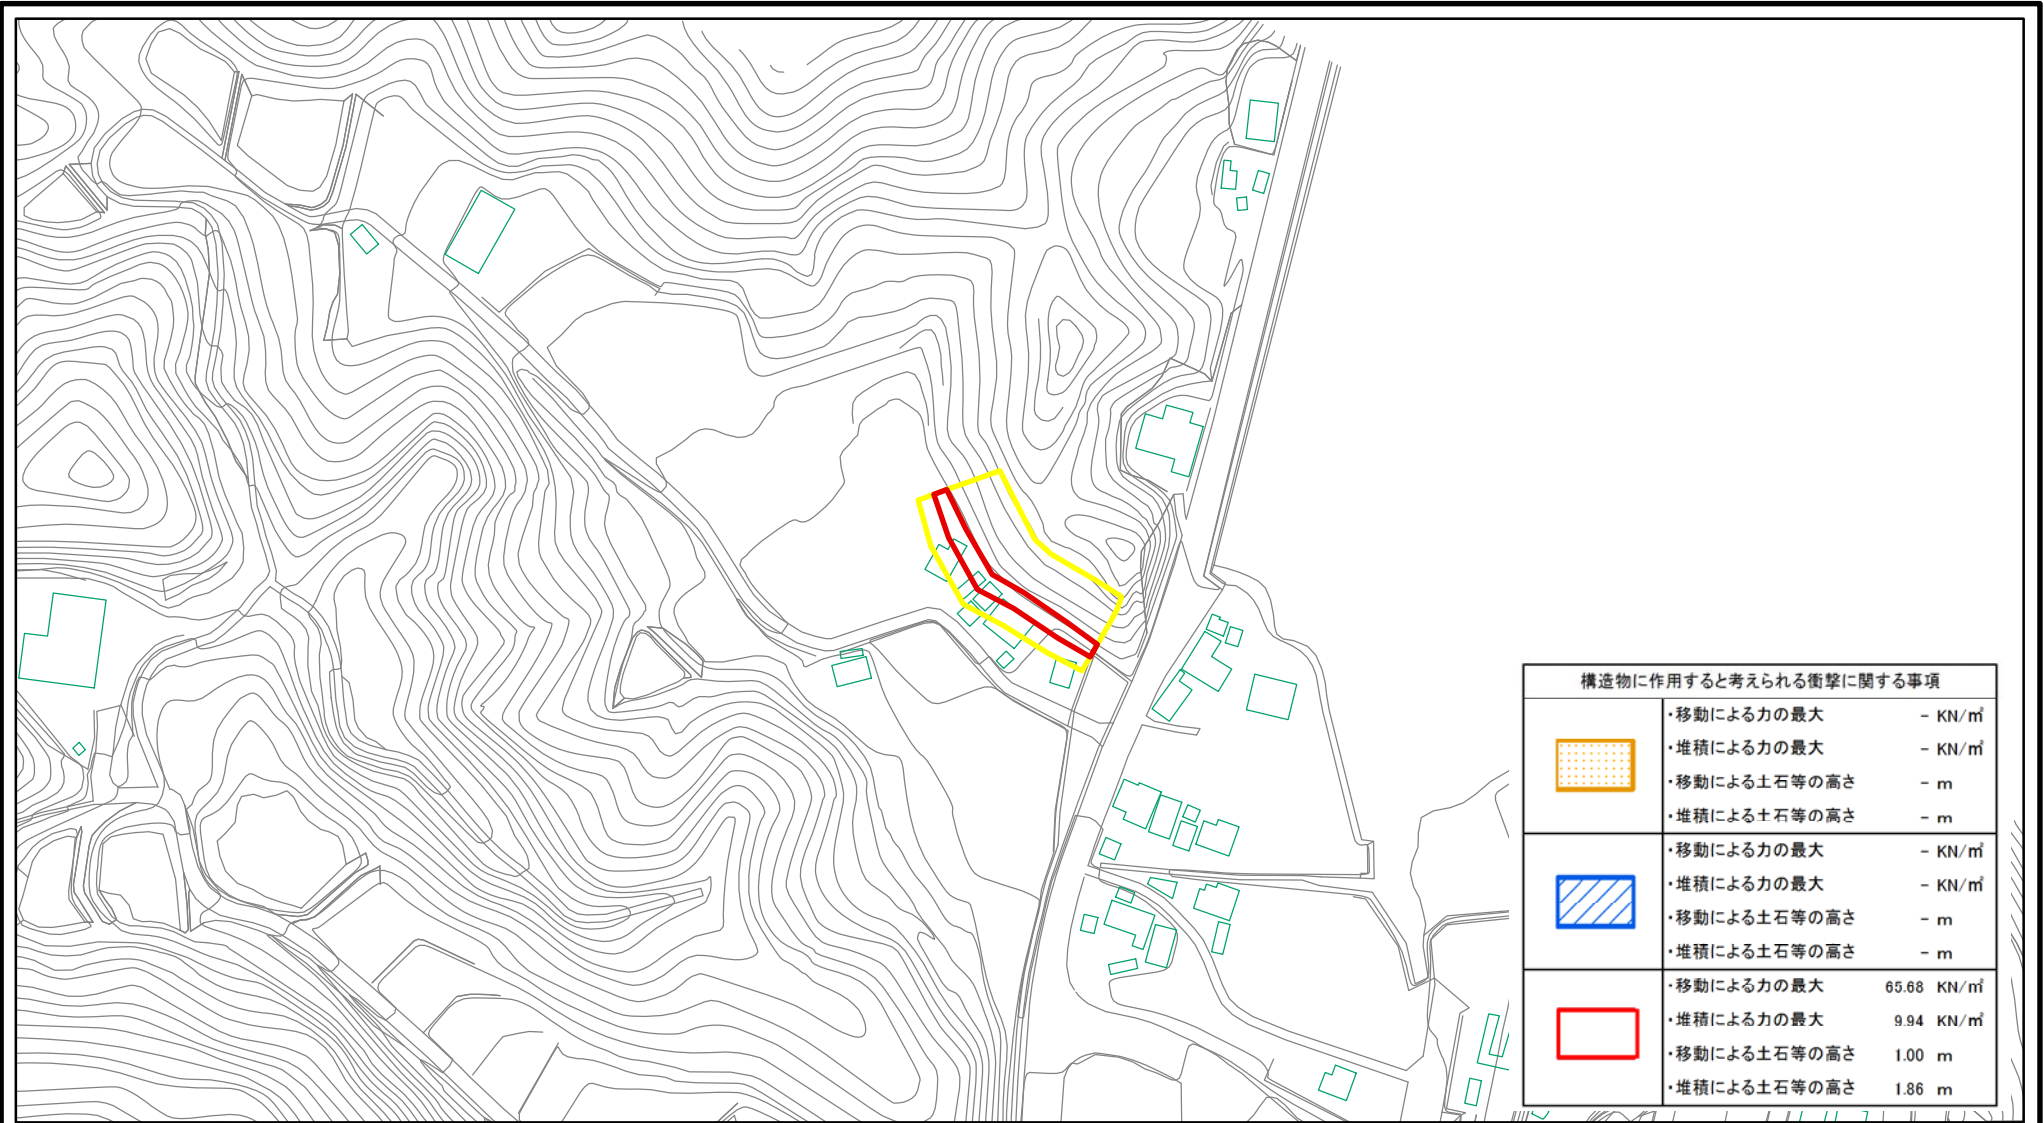 構造物に作用すると考えられる衝撃に関する事項
・移動による力の最大 - KN/㎡
・堆積による力の最大 - KN/㎡
・移動による土石等の高さ - m
・堆積による土石等の高さ - m
・移動による力の最大 - KN/㎡
・堆積による力の最大 - KN/㎡
・移動による土石等の高さ - m
・堆積による土石等の高さ - m
・移動による力の最大 65.68 KN/㎡
・堆積による力の最大 9.94 KN/㎡
・移動による土石等の高さ 1.00 m
・堆積による土石等の高さ 1.86 m